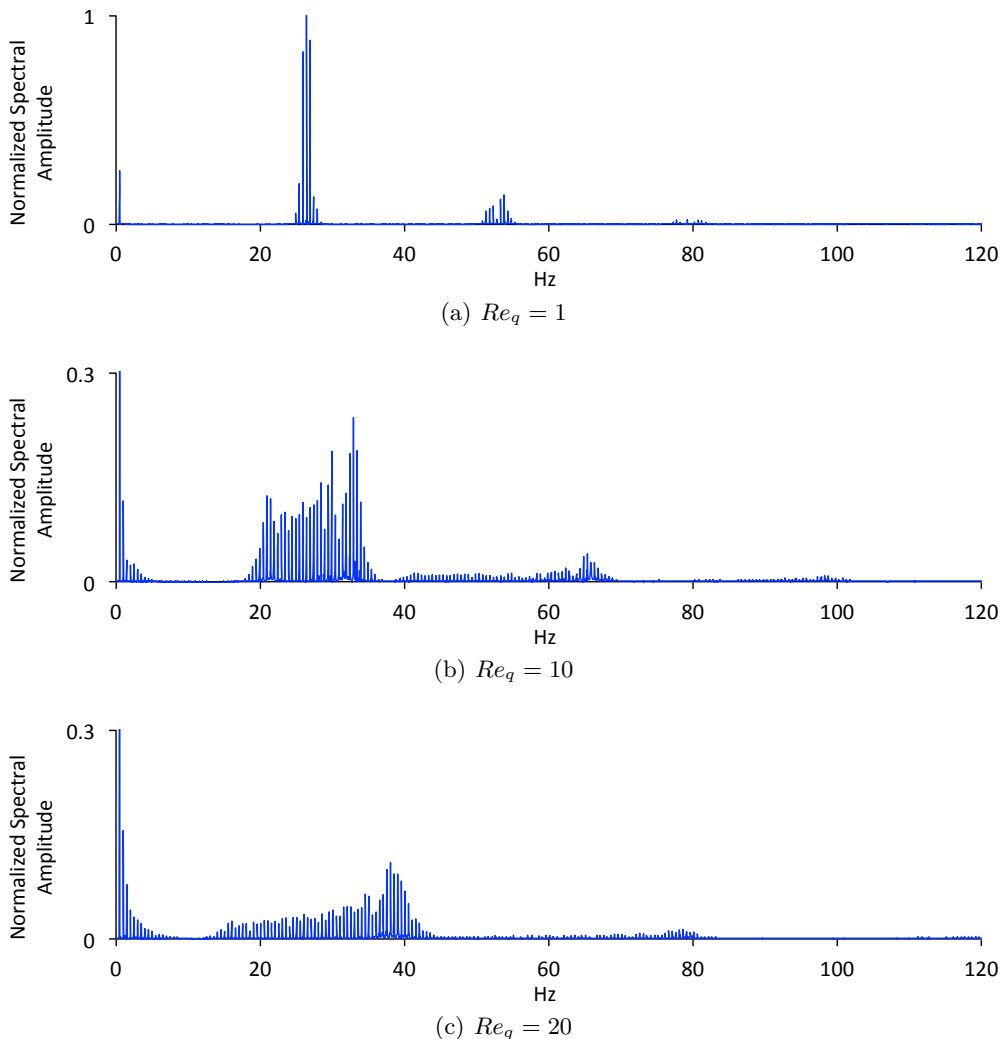 Normalized Spectral
Amplitude
1
0
0 20 40 60 80 100 120
Hz
(a) Re_q = 1
Normalized Spectral
Amplitude
0.3
0
0 20 40 60 80 100 120
Hz
(b) Re_q = 10
Normalized Spectral
Amplitude
0.3
0
0 20 40 60 80 100 120
Hz
(c) Re_q = 20